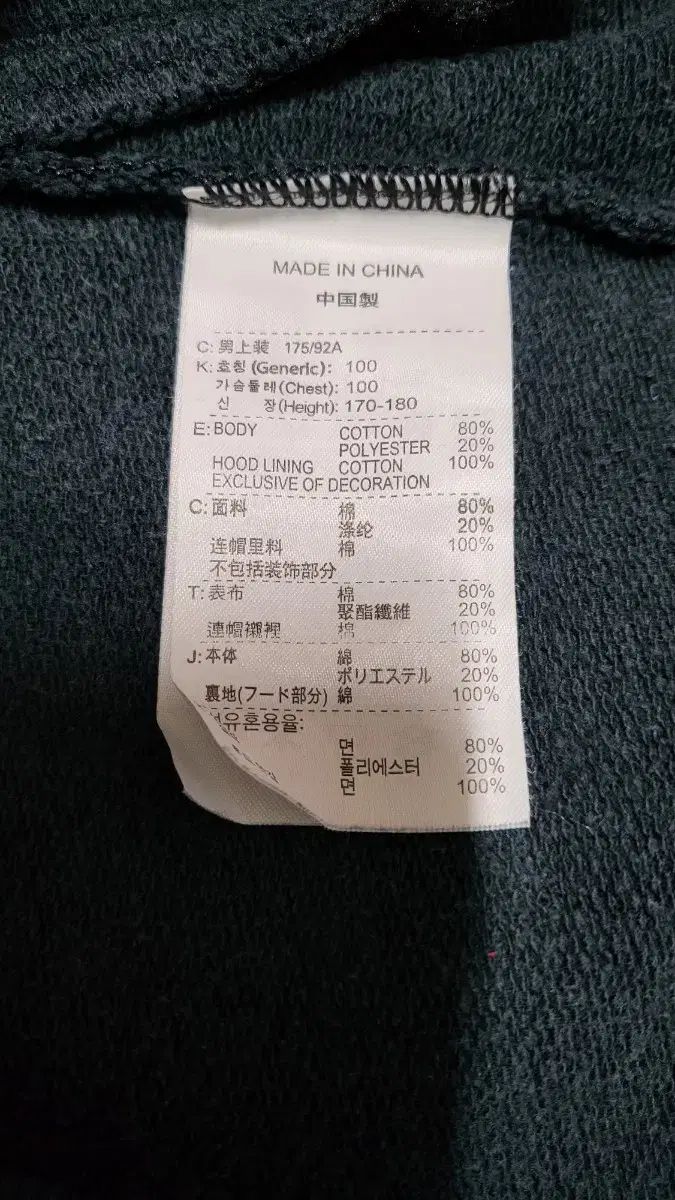 MADE IN CHINA
中国製
C: 男上装 175/92A
K: 호칭 (Generic): 100
가슴둘레(Chest): 100
신 장(Height): 170-180
E: BODY COTTON 80%
POLYESTER 20%
HOOD LINING COTTON 100%
EXCLUSIVE OF DECORATION
C: 面料 棉 80%
涤纶 20%
连帽里料 棉 100%
不包括装饰部分
T: 表布 棉 80%
聚酯纖維 20%
連帽襯裡 棉 100%
J: 本体 綿 80%
ポリエステル 20%
裏地(フード部分) 綿 100%
유혼용율:
면 80%
폴리에스터 20%
면 100%